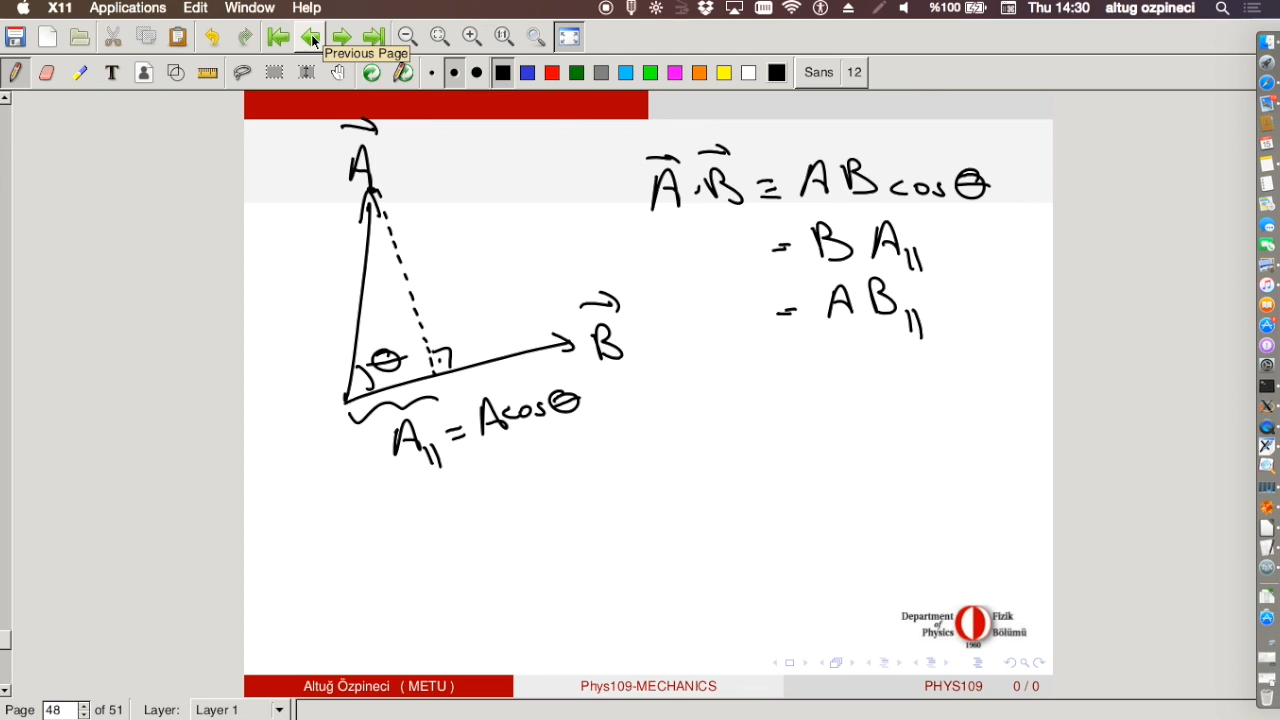 X11 Applications Edit Window Help %100 Thu 14:30 altug ozpineci
Previous Page
Sans 12
A⃗
A⃗ . B⃗ ≡ AB cos θ
= B A∥
= A B∥
B⃗
θ
A∥ = A cos θ
Department of Physics Fizik Bölümü
1960
Altuğ Özpineci ( METU ) Phys109-MECHANICS PHYS109 0 / 0
Page 48 of 51 Layer: Layer 1